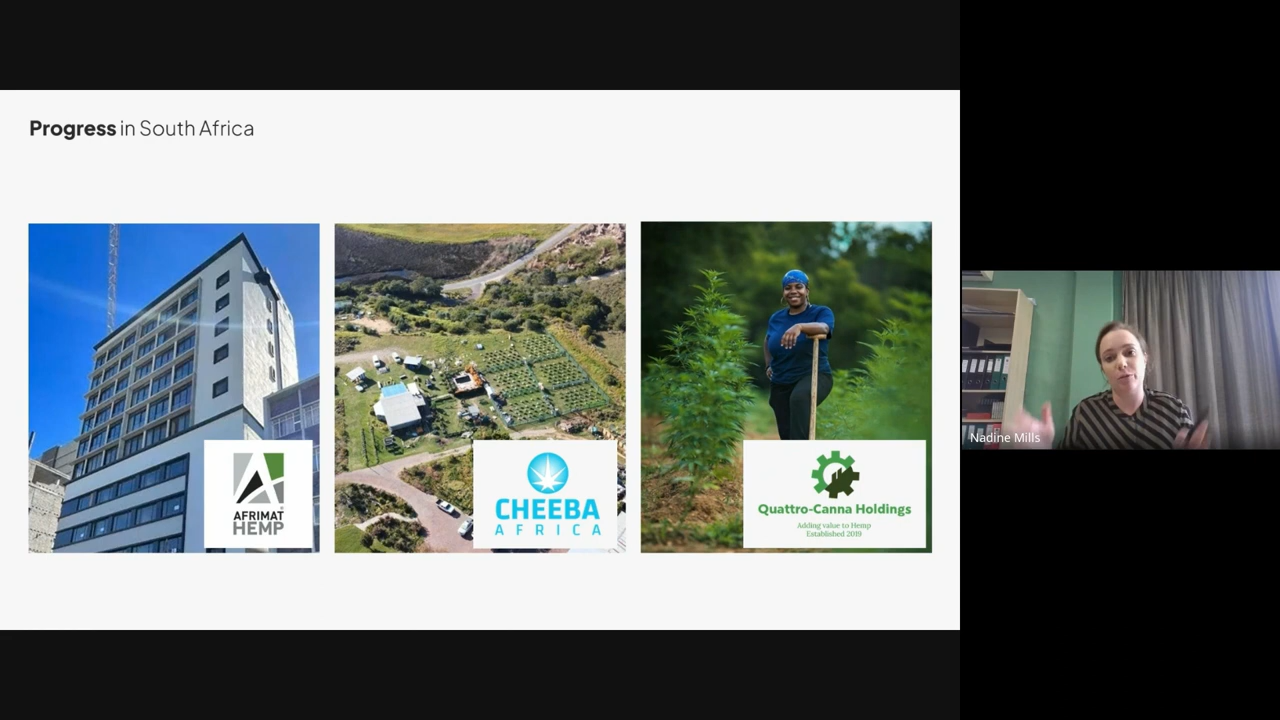 Progress in South Africa
AFRIMAT
HEMP
CHEEBA
AFRICA
Quattro-Canna Holdings
Adding value to Hemp
Established 2019
Nadine Mills